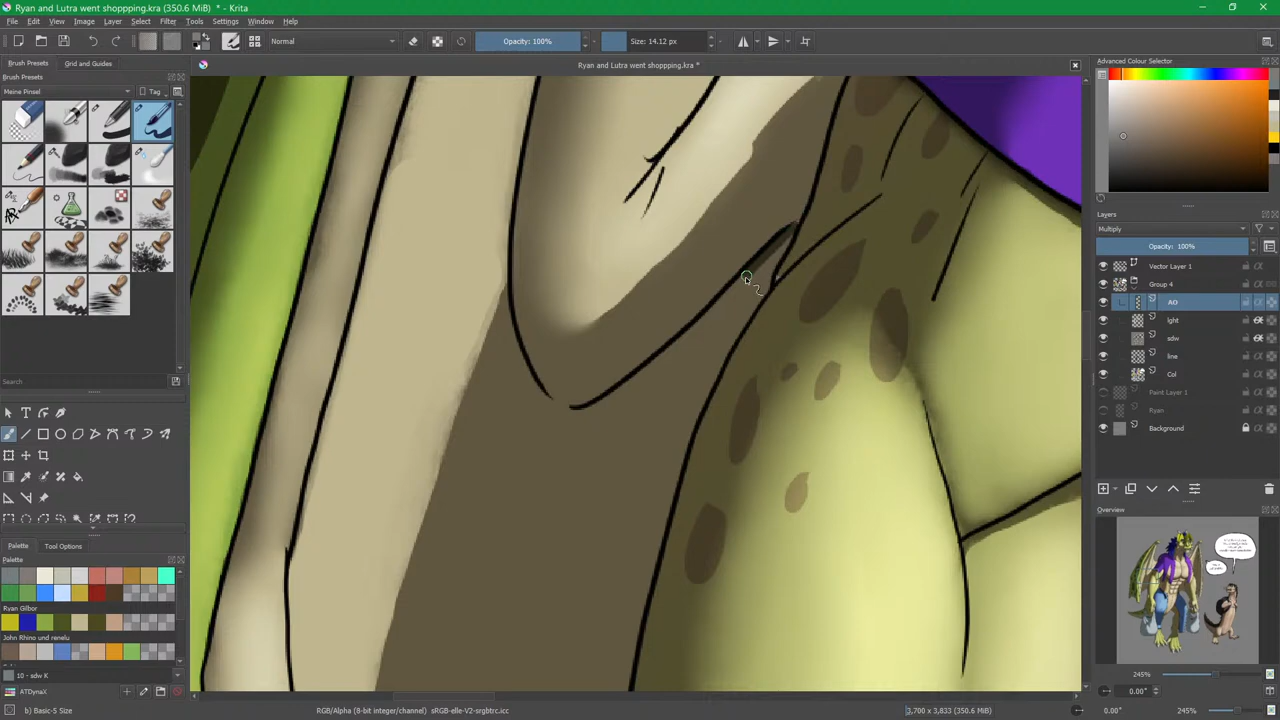 Ryan and Lutra went shoppping.kra (350.6 MiB) * - Krita
File Edit View Image Layer Select Filter Tools Settings Window Help
Normal
Opacity: 100%
Size: 14.12 px
Brush Presets
Grid and Guides
Ryan and Lutra went shoppping.kra *
Advanced Colour Selector
Brush Presets
Meine Pinsel
Tag
Layers
Multiply
Opacity: 100%
Vector Layer 1
Group 4
AO
lght
sdw
line
Col
Paint Layer 1
Ryan
Background
Search
Overview
Palette
Tool Options
Palette
Ryan Gilbor
John Rhino und renelu
10 - sdw K
ATDynaX
245%
0.00°
b) Basic-5 Size
RGB/Alpha (8-bit integer/channel) sRGB-elle-V2-srgbtrc.icc
3,700 x 3,833 (350.6 MiB)
0.00°
245%